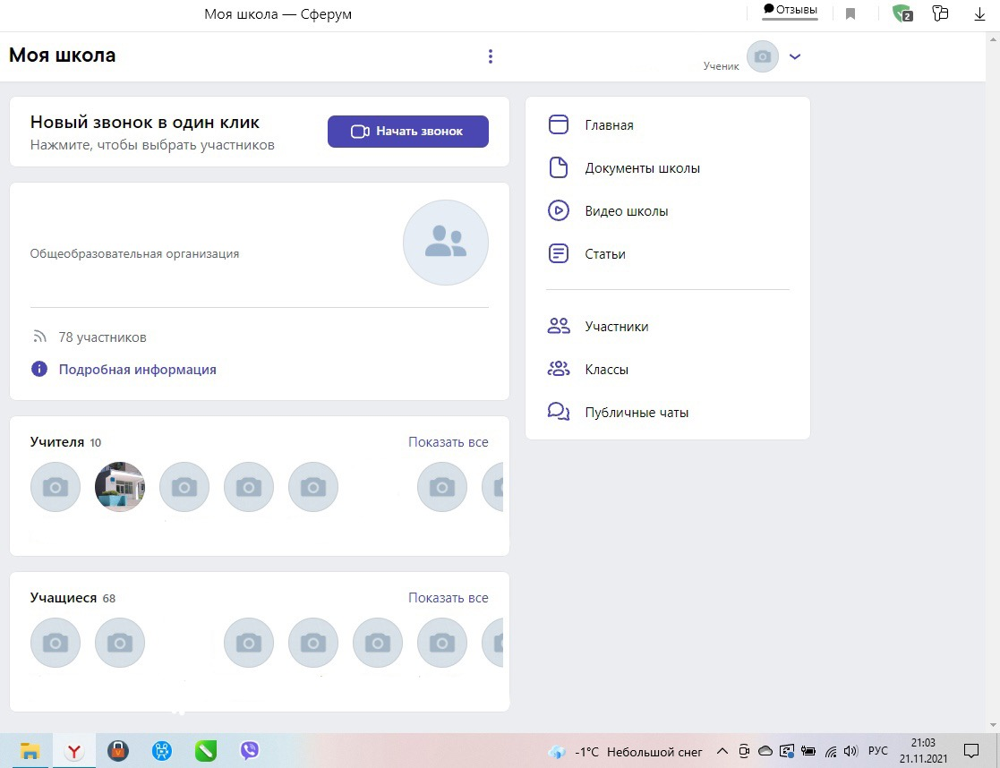 Моя школа — Сферум
Отзывы
2
Моя школа
Ученик
Новый звонок в один клик
Нажмите, чтобы выбрать участников
Начать звонок
Общеобразовательная организация
78 участников
Подробная информация
Учителя 10
Показать все
Учащиеся 68
Показать все
Главная
Документы школы
Видео школы
Статьи
Участники
Классы
Публичные чаты
-1°C Небольшой снег
РУС
21:03
21.11.2021